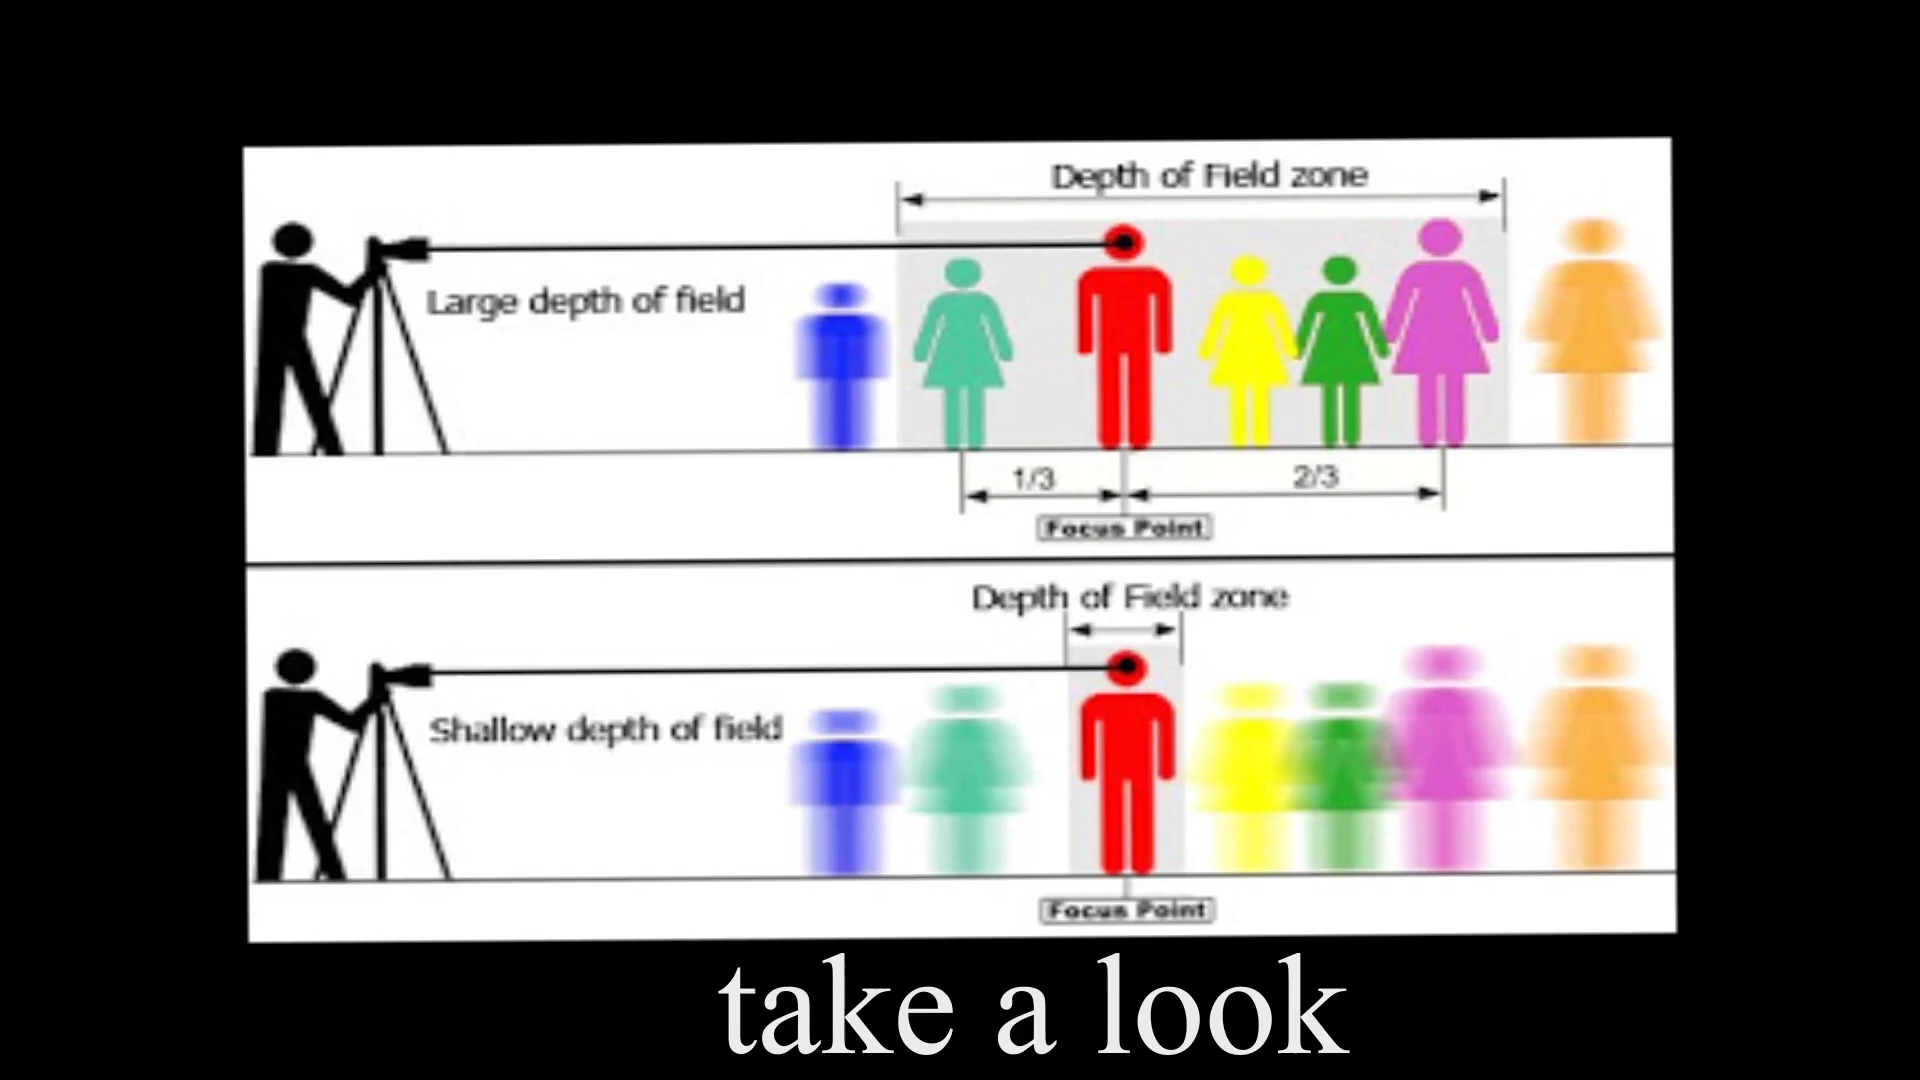 Depth of Field zone
Large depth of field
1/3
2/3
Focus Point
Depth of Field zone
Shallow depth of field
Focus Point
take a look